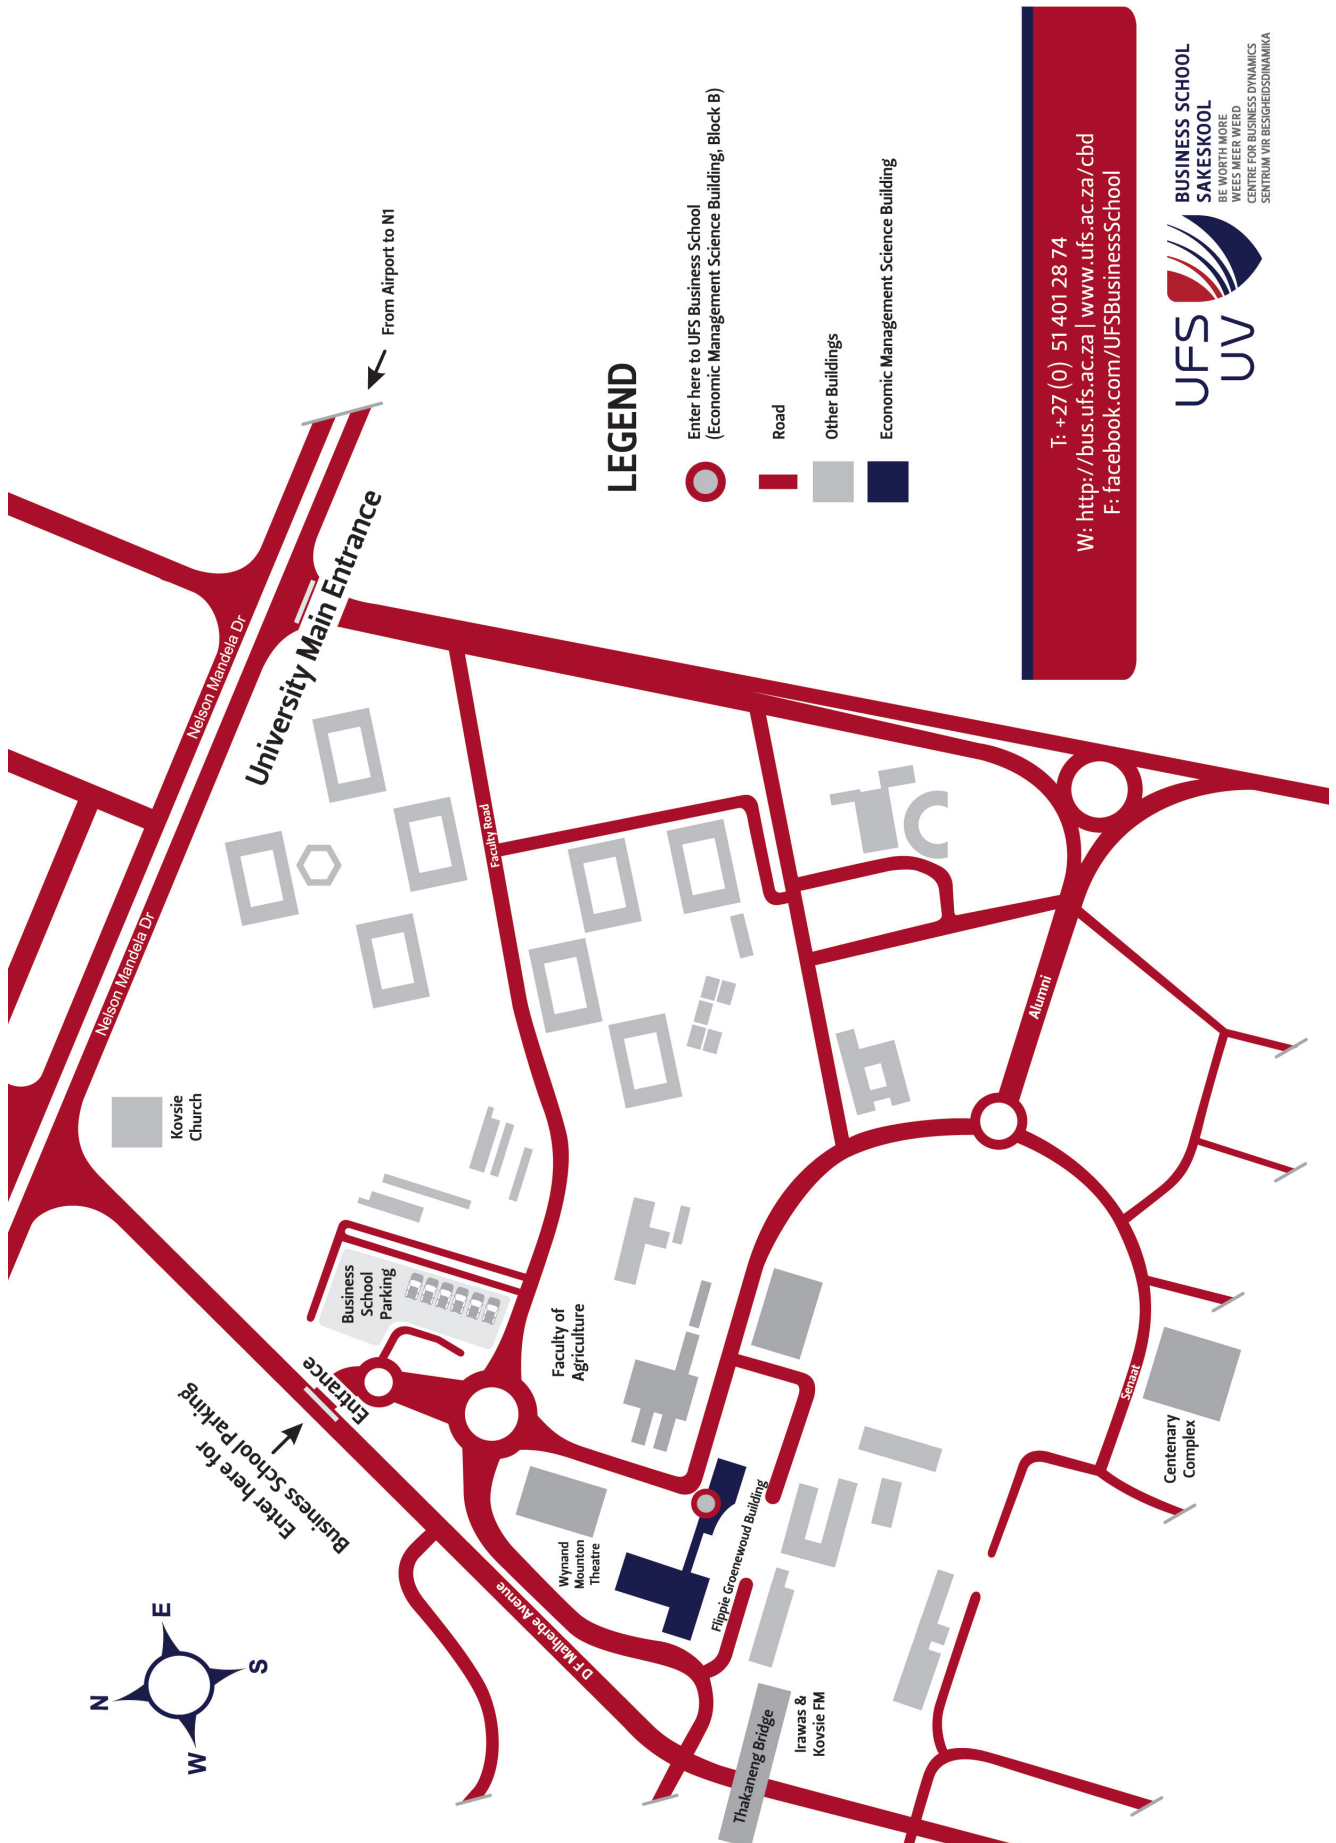 N
E
S
W
Enter here for
Business School Parking
Entrance
Business
School
Parking
Kovsie
Church
Nelson Mandela Dr
Nelson Mandela Dr
University Main Entrance
From Airport to N1
Faculty Road
Faculty of
Agriculture
Wynand
Mounton
Theatre
D F Malherbe Avenue
Flippie Groenewoud Building
Thakaneng Bridge
Irawas &
Kovsie FM
Alumni
Senaat
Centenary
Complex
LEGEND
Enter here to UFS Business School
(Economic Management Science Building, Block B)
Road
Other Buildings
Economic Management Science Building
T: +27 (0) 51 401 28 74
W: http://bus.ufs.ac.za | www.ufs.ac.za/cbd
F: facebook.com/UFSBusinessSchool
UFS
UV
BUSINESS SCHOOL
SAKESKOOL
BE WORTH MORE
WEES MEER WERD
CENTRE FOR BUSINESS DYNAMICS
SENTRUM VIR BESIGHEIDSDINAMIKA